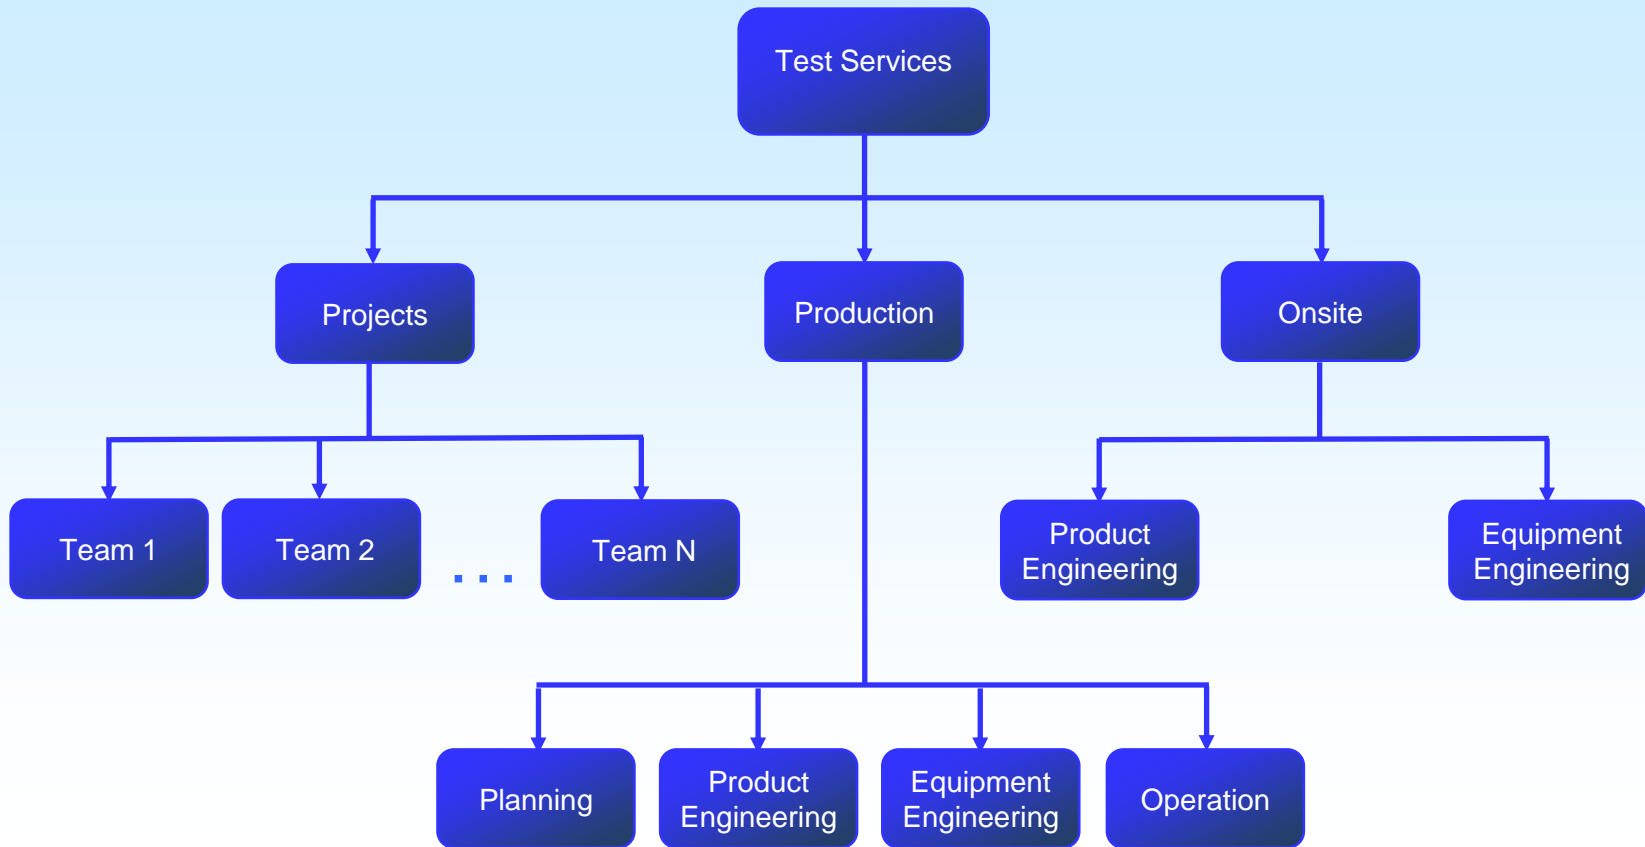 Test Services
Projects
Production
Onsite
Team 1
Team 2
...
Team N
Product
Engineering
Equipment
Engineering
Planning
Product
Engineering
Equipment
Engineering
Operation